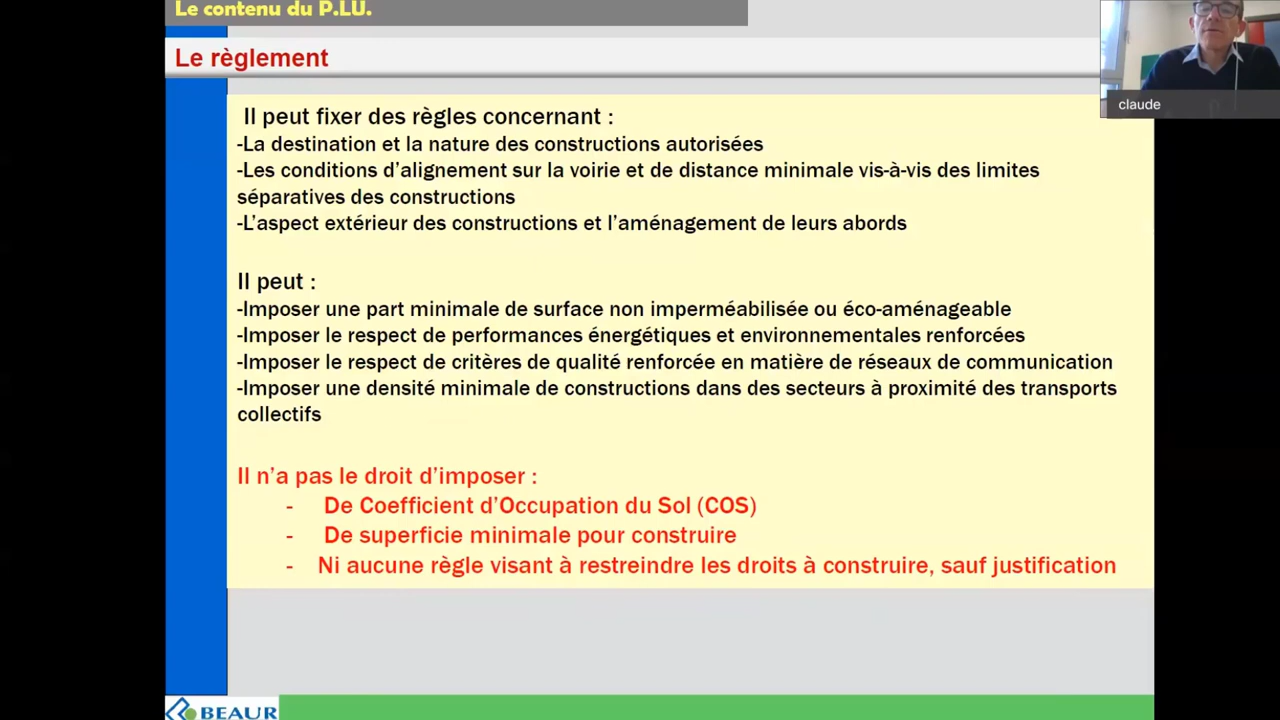 Le contenu du P.LU.
Le règlement
claude
Il peut fixer des règles concernant :
-La destination et la nature des constructions autorisées
-Les conditions d’alignement sur la voirie et de distance minimale vis-à-vis des limites
séparatives des constructions
-L’aspect extérieur des constructions et l’aménagement de leurs abords
Il peut :
-Imposer une part minimale de surface non imperméabilisée ou éco-aménageable
-Imposer le respect de performances énergétiques et environnementales renforcées
-Imposer le respect de critères de qualité renforcée en matière de réseaux de communication
-Imposer une densité minimale de constructions dans des secteurs à proximité des transports
collectifs
Il n’a pas le droit d’imposer :
- De Coefficient d’Occupation du Sol (COS)
- De superficie minimale pour construire
- Ni aucune règle visant à restreindre les droits à construire, sauf justification
BEAUR